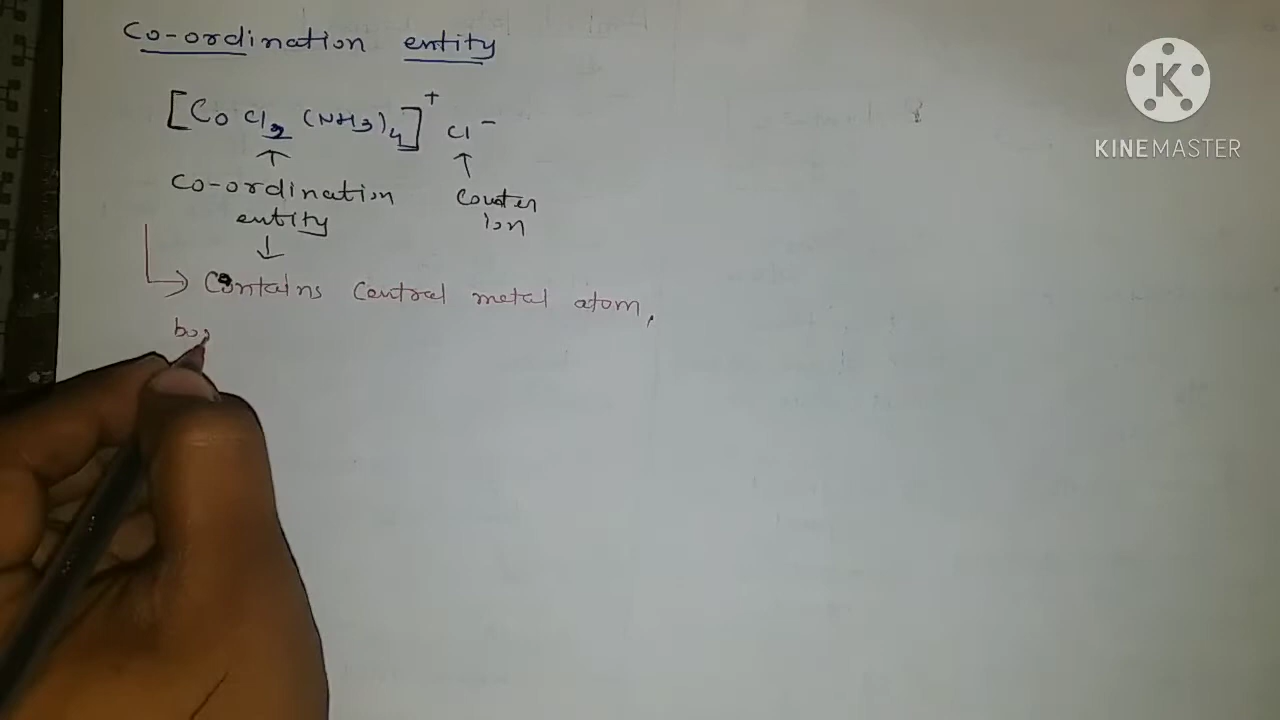 Co-ordination entity
[Co Cl2 (NH3)4]+ Cl-
↑ ↑
Co-ordination Counter
entity ion
↓
→ Contains central metal atom,
K
KINEMASTER